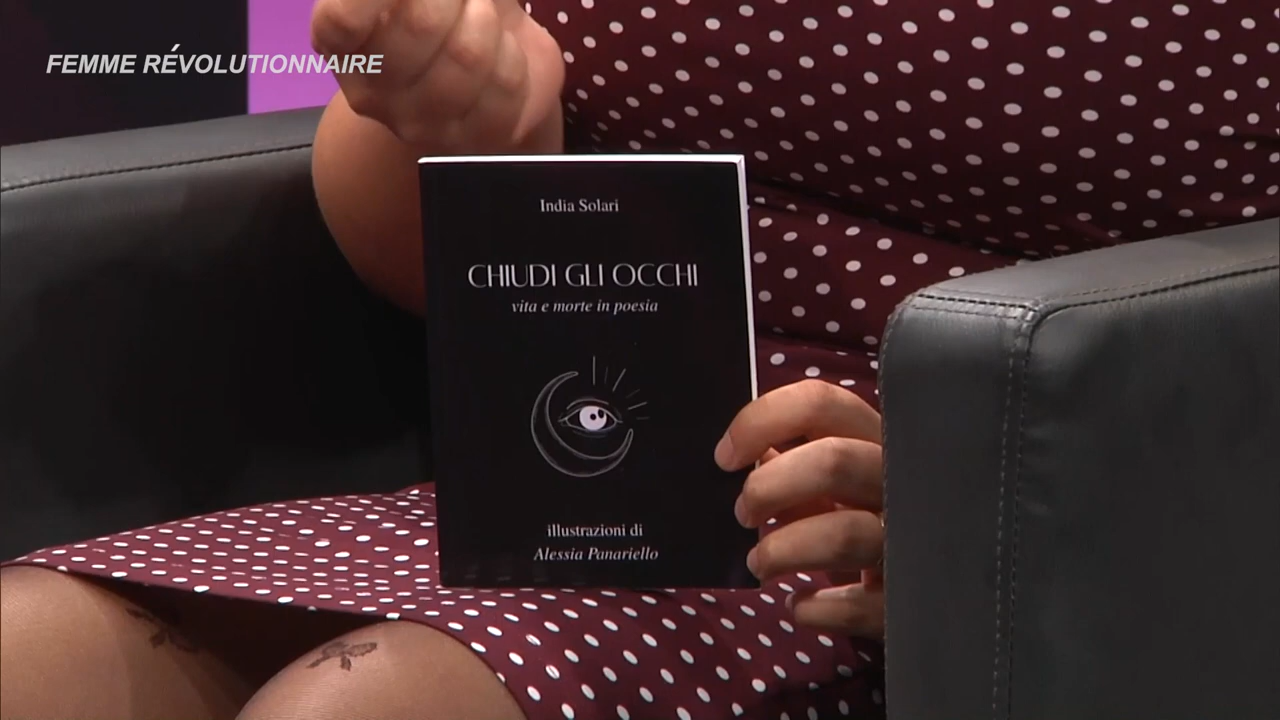 FEMME RÉVOLUTIONNAIRE
India Solari
CHIUDI GLI OCCHI
vita e morte in poesia
illustrazioni di
Alessia Panariello